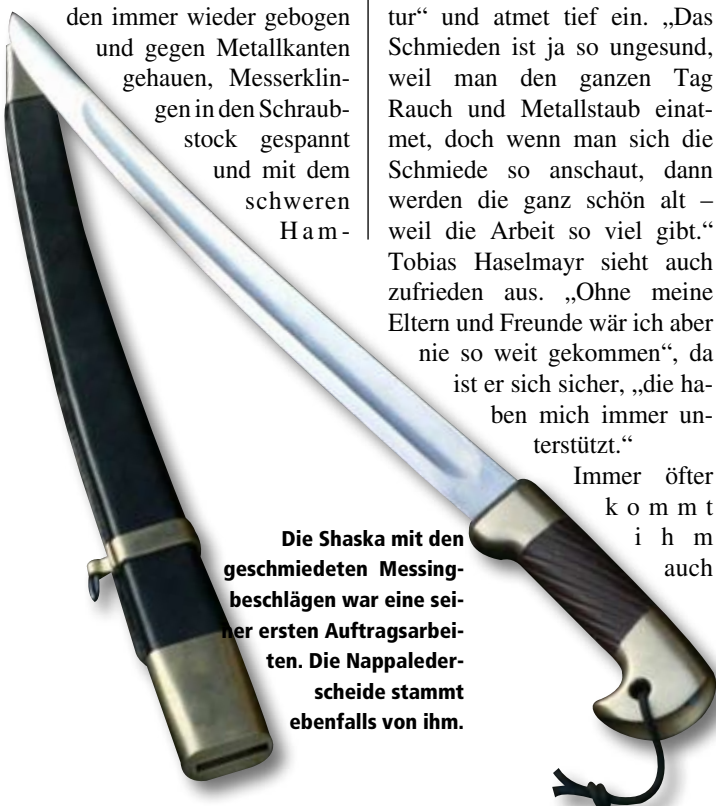 den immer wieder gebogen
und gegen Metallkanten
gehauen, Messerklin-
gen in den Schraub-
stock gespannt
und mit dem
schweren
Ham-
tur“ und atmet tief ein. „Das
Schmieden ist ja so ungesund,
weil man den ganzen Tag
Rauch und Metallstaub einat-
met, doch wenn man sich die
Schmiede so anschaut, dann
werden die ganz schön alt –
weil die Arbeit so viel gibt.“
Tobias Haselmayr sieht auch
zufrieden aus. „Ohne meine
Eltern und Freunde wär ich aber
nie so weit gekommen“, da
ist er sich sicher, „die ha-
ben mich immer un-
terstützt.“
Immer öfter
kommt
ihm
auch
Die Shaska mit den
geschmiedeten Messing-
beschlägen war eine sei-
ner ersten Auftragsarbei-
ten. Die Nappaleder-
scheide stammt
ebenfalls von ihm.